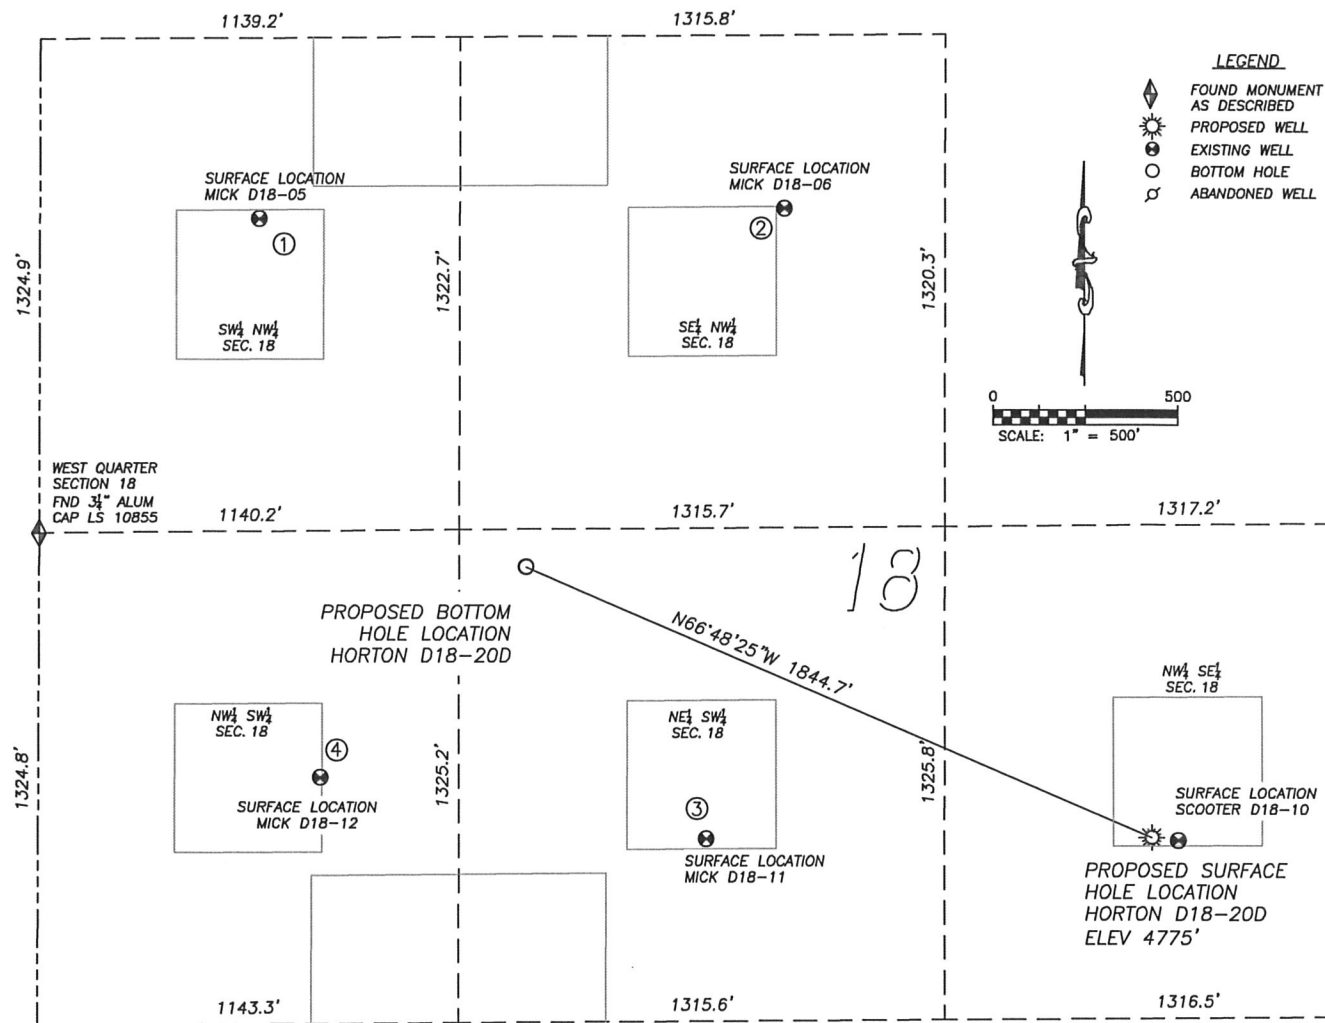 1139.2'
1315.8'
LEGEND
FOUND MONUMENT
AS DESCRIBED
PROPOSED WELL
EXISTING WELL
BOTTOM HOLE
ABANDONED WELL
SURFACE LOCATION
MICK D18-05
①
SURFACE LOCATION
MICK D18-06
②
1324.9'
1322.7'
1320.3'
SW¼ NW¼
SEC. 18
SE¼ NW¼
SEC. 18
0 500
SCALE: 1" = 500'
WEST QUARTER
SECTION 18
FND 3¼" ALUM
CAP LS 10855
1140.2'
1315.7'
1317.2'
18
PROPOSED BOTTOM
HOLE LOCATION
HORTON D18-20D
N66°48'25"W 1844.7'
NW¼ SW¼
SEC. 18
④
SURFACE LOCATION
MICK D18-12
NE¼ SW¼
SEC. 18
③
SURFACE LOCATION
MICK D18-11
NW¼ SE¼
SEC. 18
1324.8'
1325.2'
1325.8'
SURFACE LOCATION
SCOOTER D18-10
PROPOSED SURFACE
HOLE LOCATION
HORTON D18-20D
ELEV 4775'
1143.3'
1315.6'
1316.5'